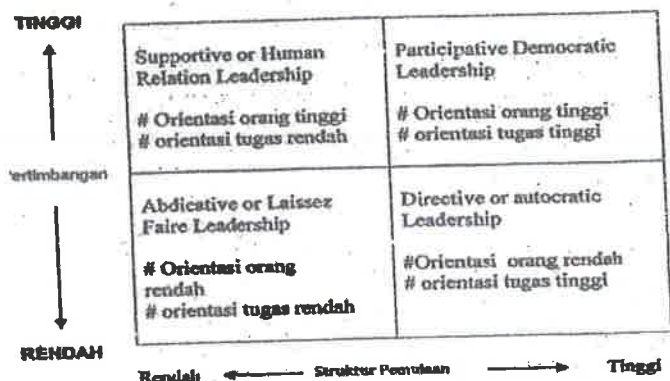 TINGGI
Supportive or Human
Relation Leadership
# Orientasi orang tinggi
# orientasi tugas rendah
Participative Democratic
Leadership
# Orientasi orang tinggi
# orientasi tugas tinggi
ertimbangan
Abdicative or Laissez
Faire Leadership
# Orientasi orang
rendah
# orientasi tugas rendah
Directive or autocratic
Leadership
#Orientasi orang rendah
# orientasi tugas tinggi
RENDAH
Rendah Struktur Pemulaan Tinggi